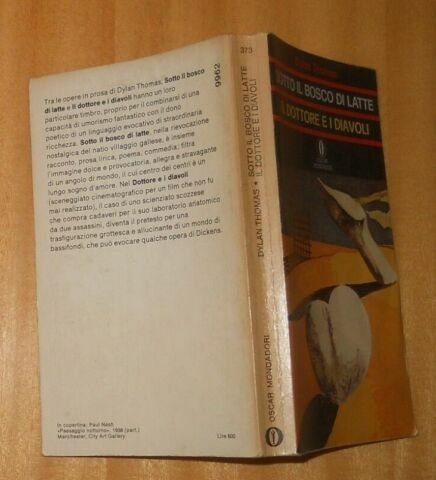 Tra le opere in prosa di Dylan Thomas, Sotto il bosco
di latte e Il dottore e i diavoli hanno un loro
particolare timbro, proprio per il combinarsi di una
capacità di umorismo fantastico con il dono
poetico di un linguaggio evocativo di straordinaria
ricchezza. Sotto il bosco di latte, nella rievocazione
nostalgica del natio villaggio gallese, è insieme
racconto, prosa, lirica, poema, commedia; filtra
l'immagine dolce e provocatoria, allegra e stravagante
di un angolo di mondo, il cui centro dei centri è un
lungo sogno d'amore. Nel Dottore e i diavoli
(sceneggiato cinematografico per un film che non fu
mai realizzato), il caso di uno scienziato scozzese
che compra cadaveri per il suo laboratorio anatomico
da due assassini, diventa il pretesto per una
trasfigurazione grottesca e allucinante di un mondo di
bassifondi, che può evocare qualche opera di Dickens.
9962
In copertina: Paul Nash
«Paesaggio notturno», 1938 (part.)
Manchester, City Art Gallery
Lire 600
373
DYLAN THOMAS • SOTTO IL BOSCO DI LATTE
IL DOTTORE E I DIAVOLI
OSCAR MONDADORI
Dylan Thomas
SOTTO IL BOSCO DI LATTE
IL DOTTORE E I DIAVOLI
OSCAR
MONDADORI